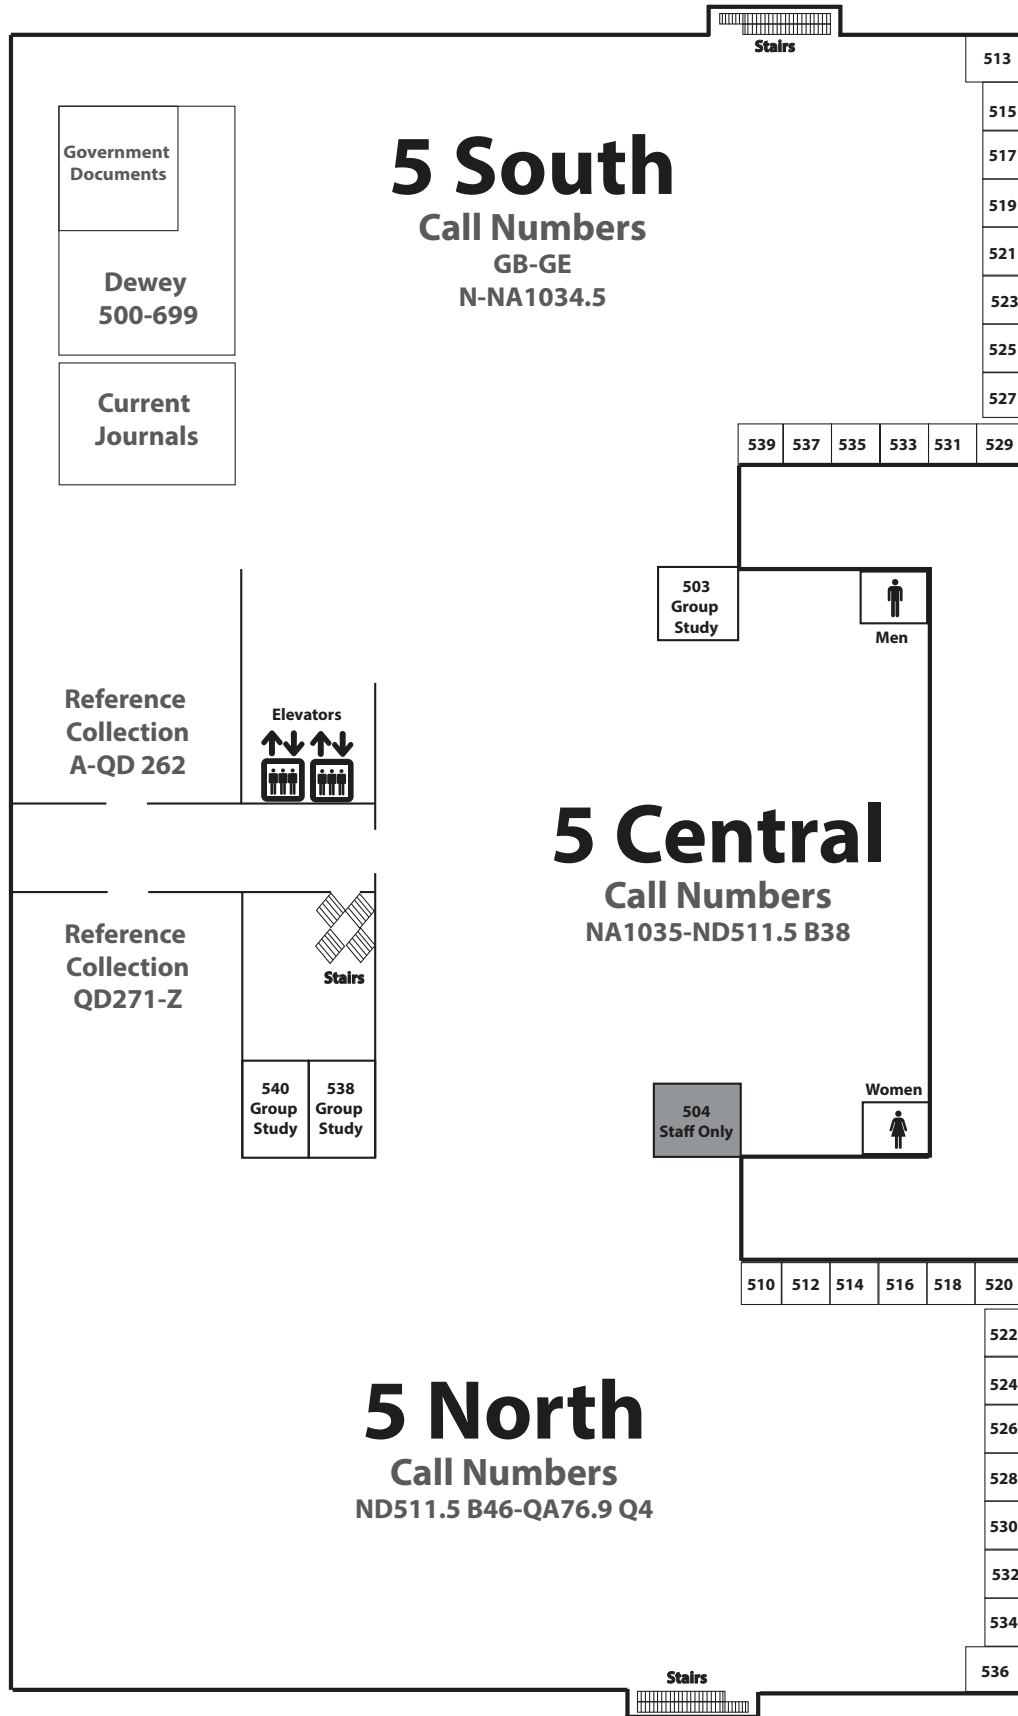 Stairs
513
515
517
519
521
523
525
527
539 537 535 533 531 529
Government
Documents
Dewey
500-699
Current
Journals
5 South
Call Numbers
GB-GE
N-NA1034.5
503
Group
Study
Men
Reference
Collection
A-QD 262
Elevators
5 Central
Call Numbers
NA1035-ND511.5 B38
Reference
Collection
QD271-Z
Stairs
540
Group
Study
538
Group
Study
504
Staff Only
Women
510 512 514 516 518 520
522
524
526
528
530
532
534
536
5 North
Call Numbers
ND511.5 B46-QA76.9 Q4
Stairs